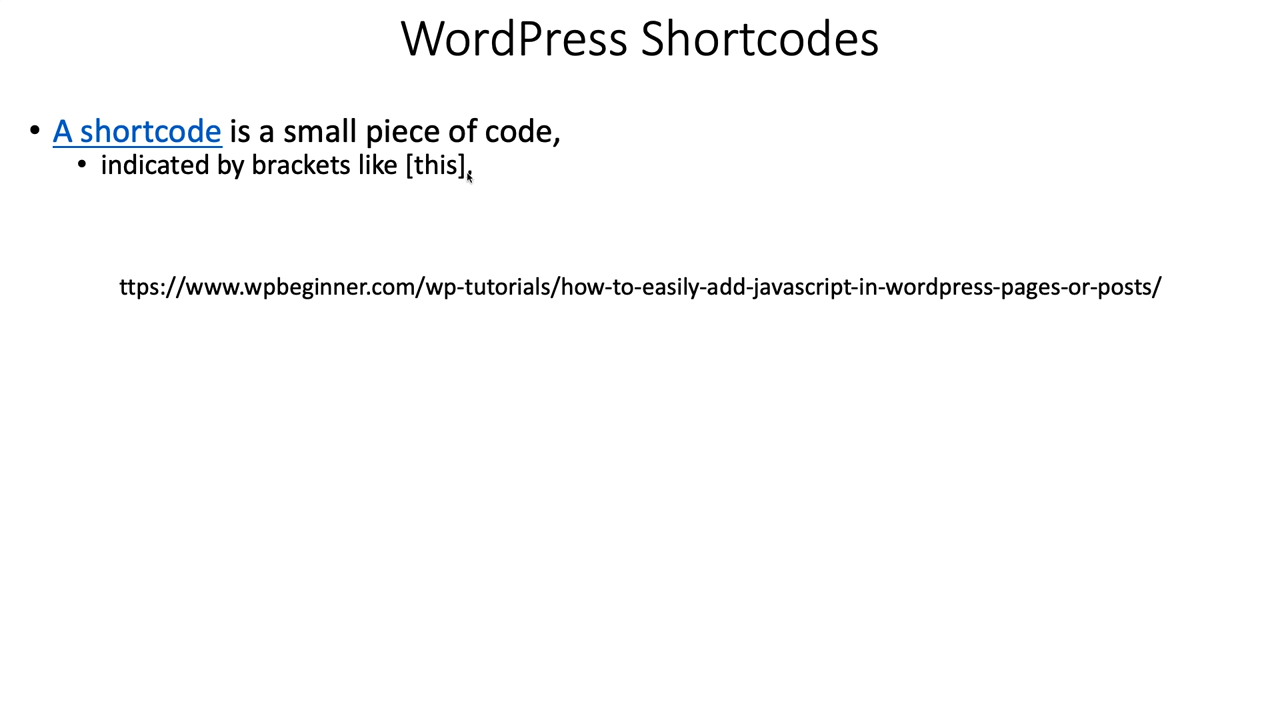 WordPress Shortcodes
• A shortcode is a small piece of code,
• indicated by brackets like [this],
ttps://www.wpbeginner.com/wp-tutorials/how-to-easily-add-javascript-in-wordpress-pages-or-posts/